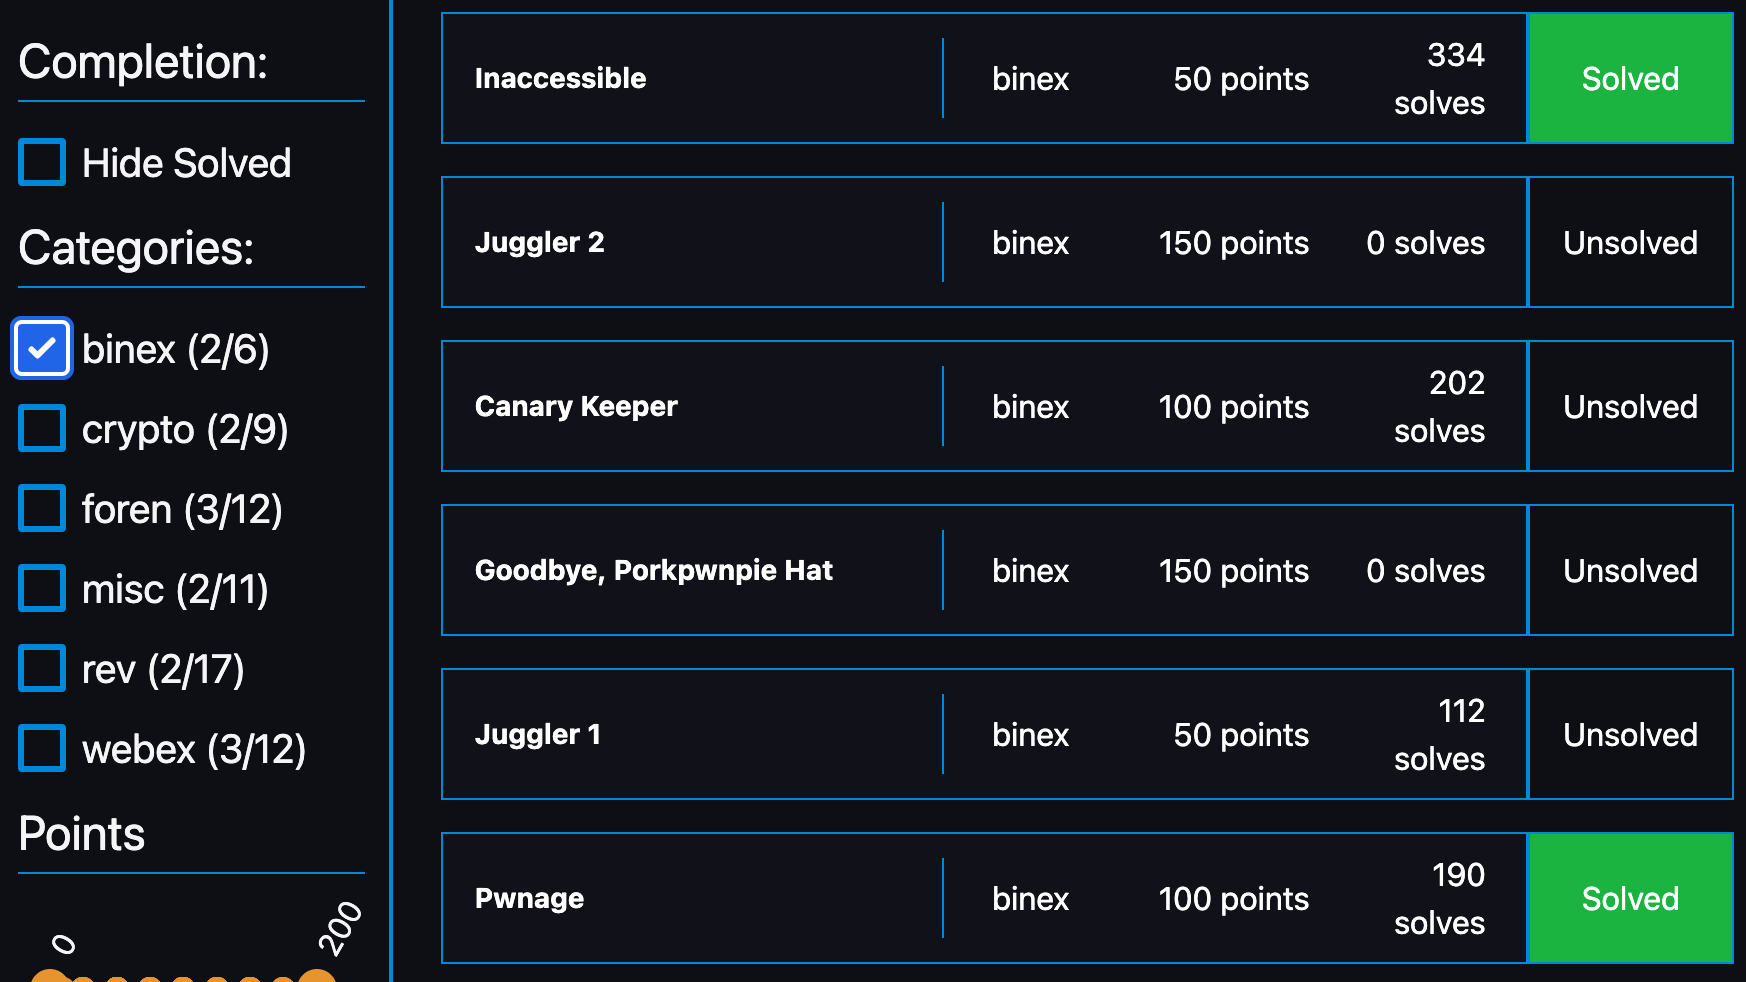 Completion:
Hide Solved
Categories:
binex (2/6)
crypto (2/9)
foren (3/12)
misc (2/11)
rev (2/17)
webex (3/12)
Points
0
200
Inaccessible
binex
50 points
334
solves
Solved
Juggler 2
binex
150 points
0 solves
Unsolved
Canary Keeper
binex
100 points
202
solves
Unsolved
Goodbye, Porkpwnpie Hat
binex
150 points
0 solves
Unsolved
Juggler 1
binex
50 points
112
solves
Unsolved
Pwnage
binex
100 points
190
solves
Solved